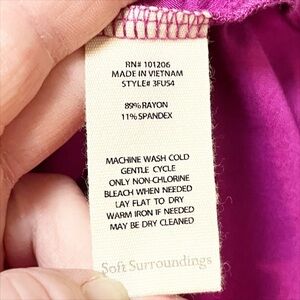 RN# 101206
MADE IN VIETNAM
STYLE# 3FUS4
89% RAYON
11% SPANDEX
MACHINE WASH COLD
GENTLE CYCLE
ONLY NON-CHLORINE
BLEACH WHEN NEEDED
LAY FLAT TO DRY
WARM IRON IF NEEDED
MAY BE DRY CLEANED
Soft Surroundings